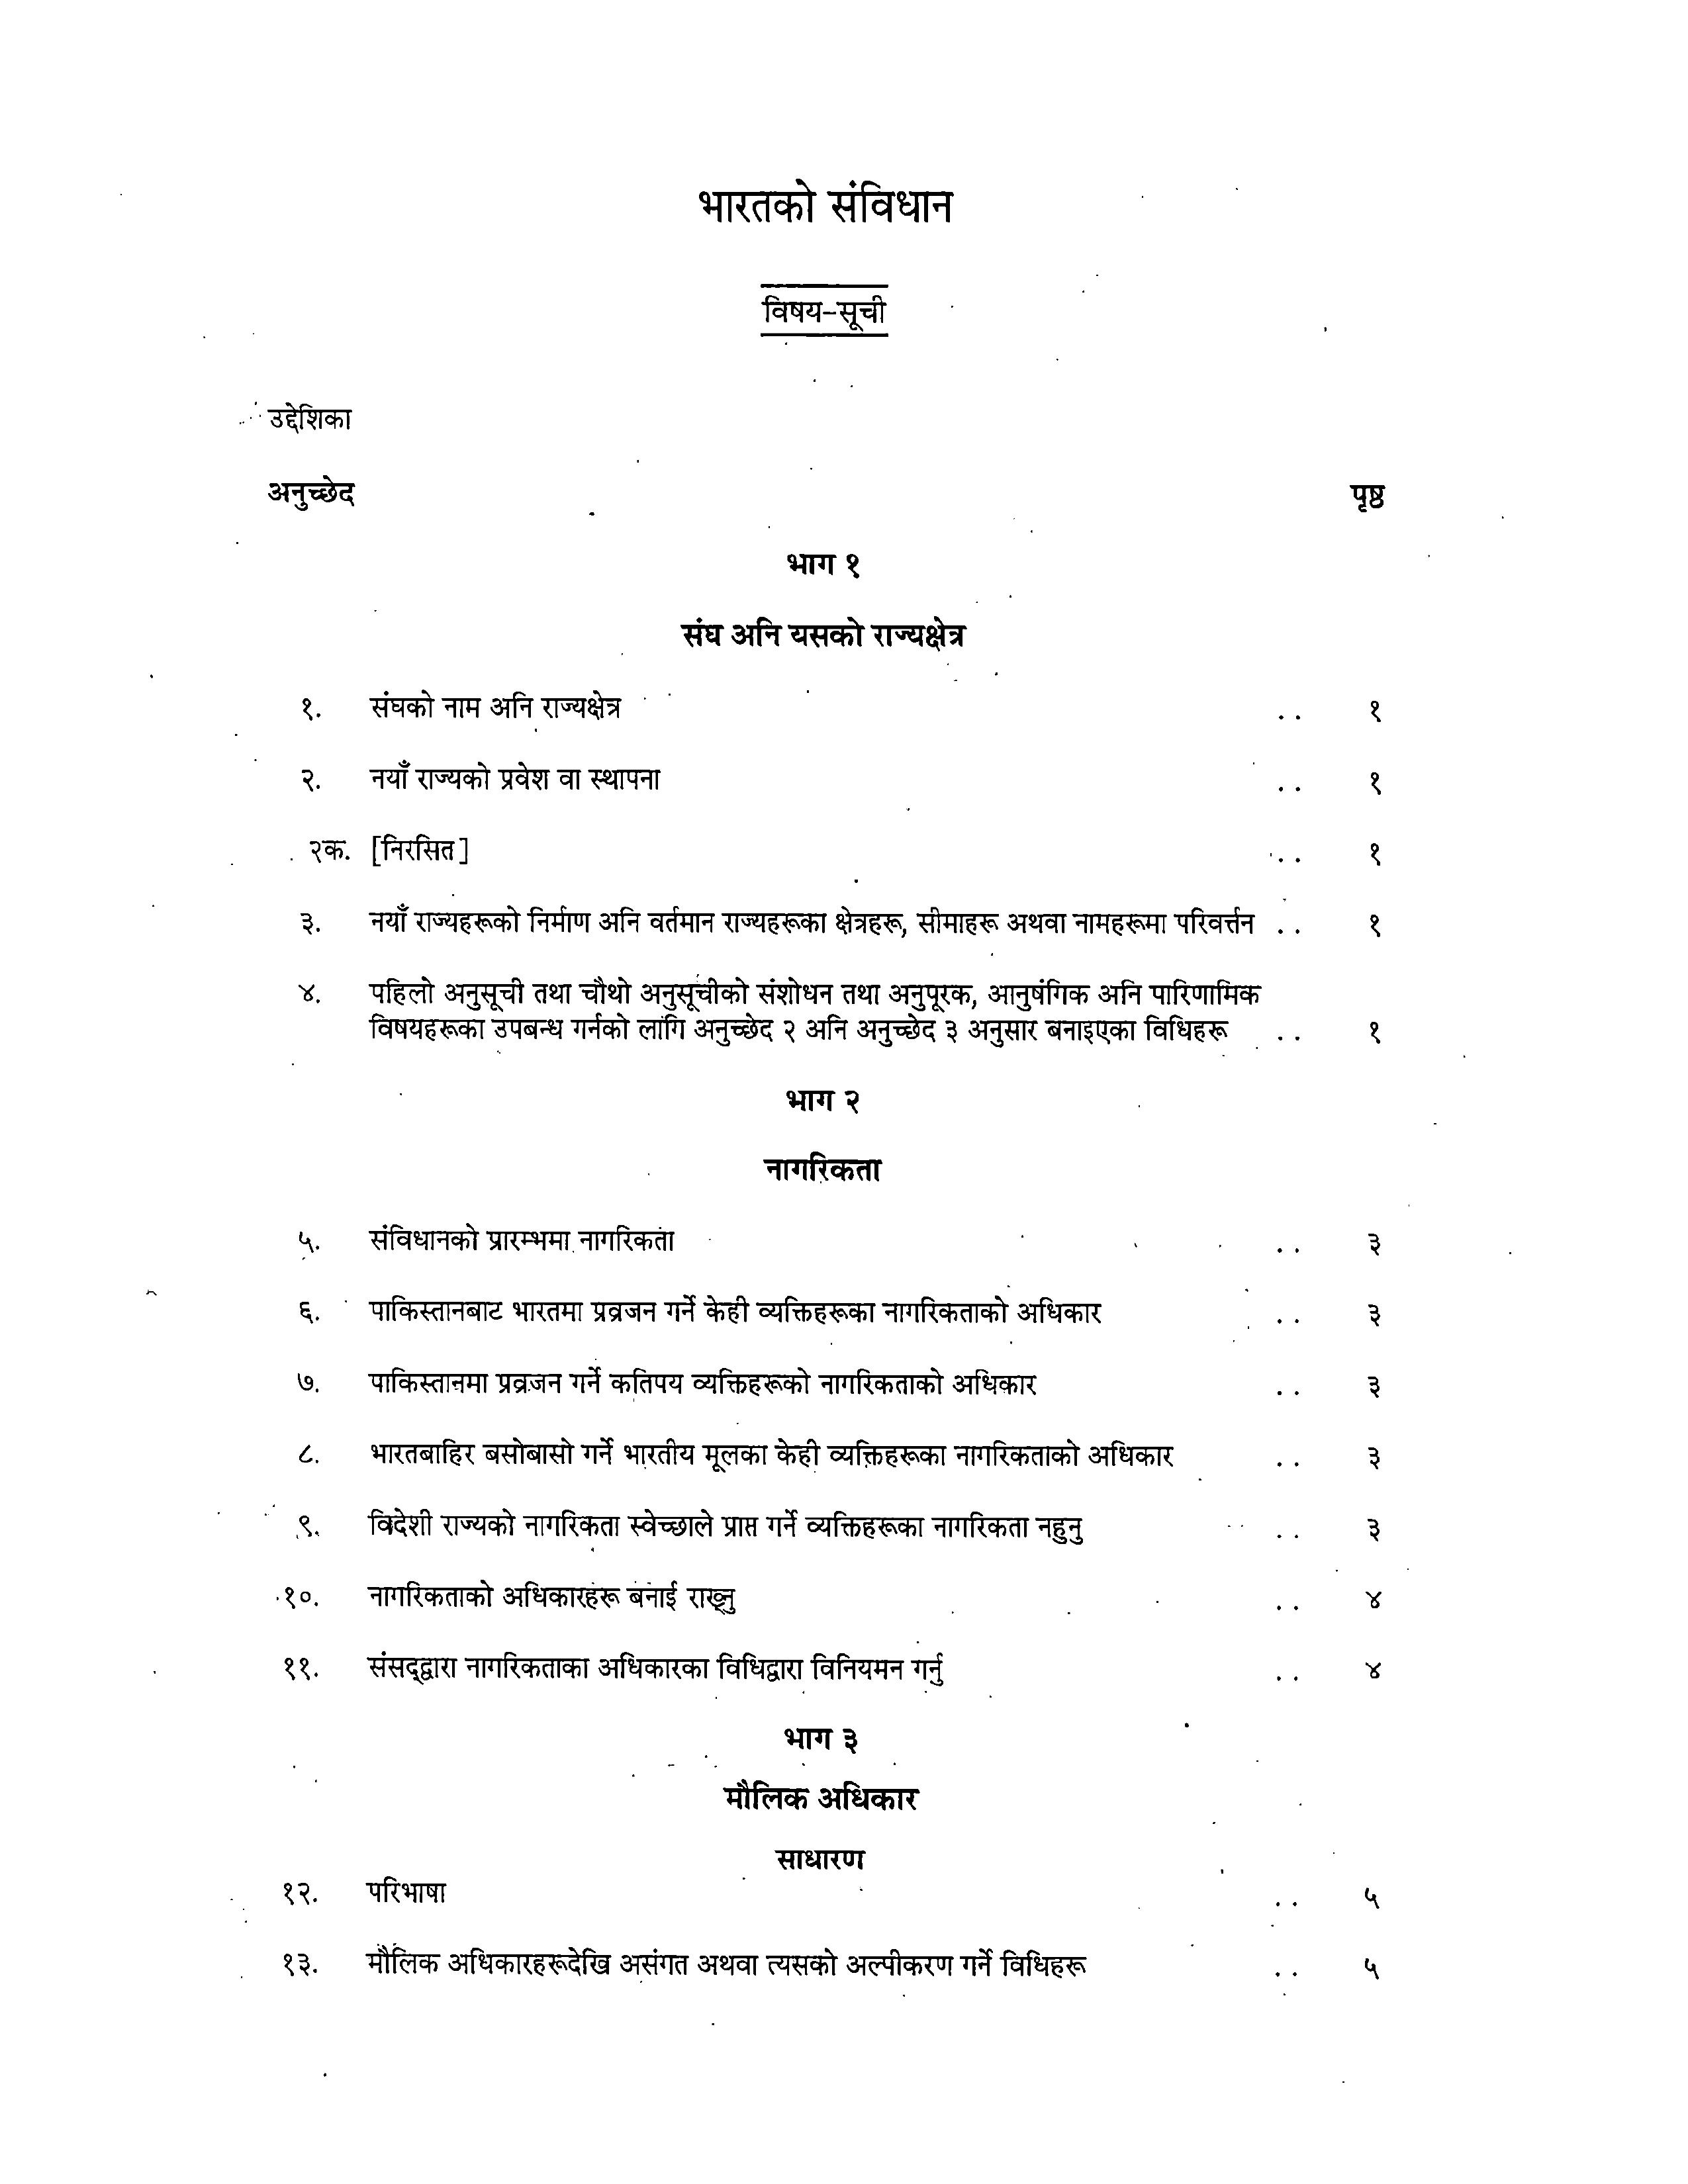 भारतको संविधान
विषय-सूची
उद्देशिका
अनुच्छेद पृष्ठ
भाग १
संघ अनि यसको राज्यक्षेत्र
१. संघको नाम अनि राज्यक्षेत्र .. १
२. नयाँ राज्यको प्रवेश वा स्थापना .. १
२क. [निरसित] .. १
३. नयाँ राज्यहरूको निर्माण अनि वर्तमान राज्यहरूका क्षेत्रहरू, सीमाहरू अथवा नामहरूमा परिवर्त्तन .. १
४. पहिलो अनुसूची तथा चौथो अनुसूचीको संशोधन तथा अनुपूरक, आनुषंगिक अनि पारिणामिक
विषयहरूका उपबन्ध गर्नको लागि अनुच्छेद २ अनि अनुच्छेद ३ अनुसार बनाइएका विधिहरू .. १
भाग २
नागरिकता
५. संविधानको प्रारम्भमा नागरिकता .. ३
६. पाकिस्तानबाट भारतमा प्रव्रजन गर्ने केही व्यक्तिहरूका नागरिकताको अधिकार .. ३
७. पाकिस्तानमा प्रव्रजन गर्ने कतिपय व्यक्तिहरूको नागरिकताको अधिकार .. ३
८. भारतबाहिर बसोबासो गर्ने भारतीय मूलका केही व्यक्तिहरूका नागरिकताको अधिकार .. ३
९. विदेशी राज्यको नागरिकता स्वेच्छाले प्राप्त गर्ने व्यक्तिहरूका नागरिकता नहुनु .. ३
१०. नागरिकताको अधिकारहरू बनाई राख्नु .. ४
११. संसद्द्वारा नागरिकताका अधिकारका विधिद्वारा विनियमन गर्नु .. ४
भाग ३
मौलिक अधिकार
साधारण
१२. परिभाषा .. ५
१३. मौलिक अधिकारहरूदेखि असंगत अथवा त्यसको अल्पीकरण गर्ने विधिहरू .. ५